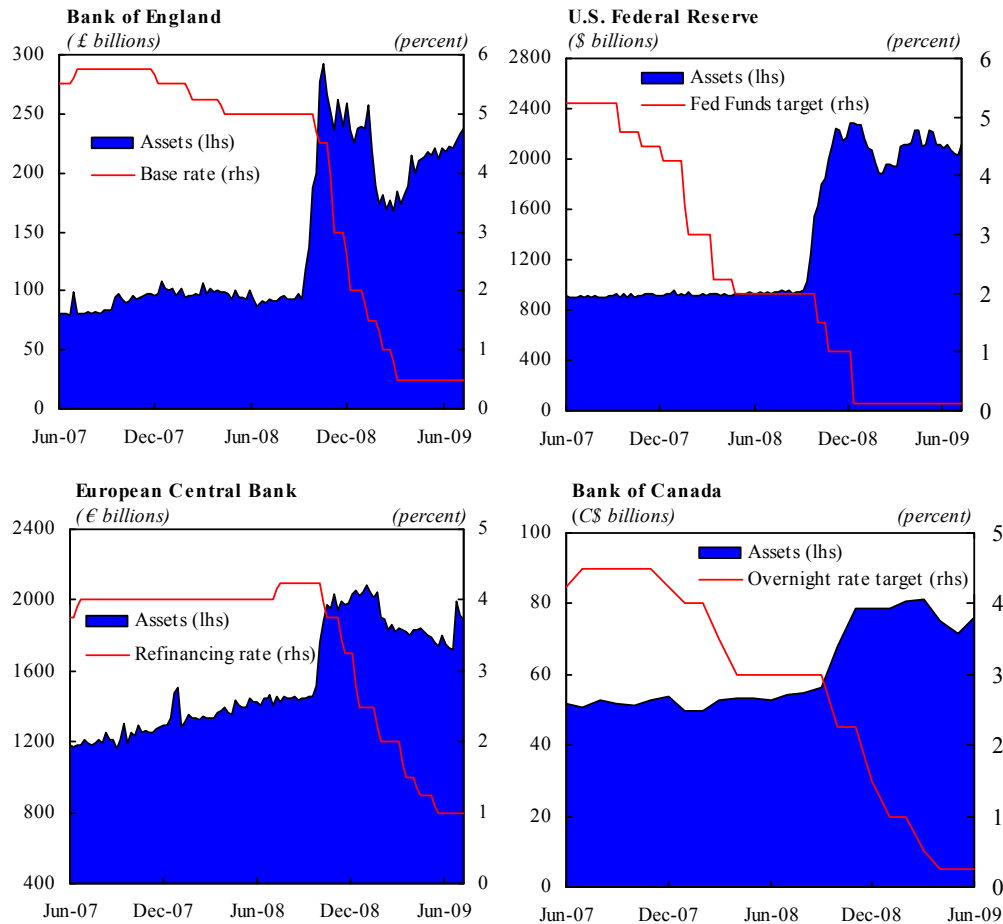 Bank of England
(£ billions) (percent)
300 6
250 5
200 4
150 3
100 2
50 1
0 0
Assets (lhs)
Base rate (rhs)
Jun-07 Dec-07 Jun-08 Dec-08 Jun-09
U.S. Federal Reserve
($ billions) (percent)
2800 6
2400 5
2000 4
1600 3
1200 2
800 1
400 0
0
Assets (lhs)
Fed Funds target (rhs)
Jun-07 Dec-07 Jun-08 Dec-08 Jun-09
European Central Bank
(€ billions) (percent)
2400 5
2000 4
1600 3
1200 2
800 1
400 0
Assets (lhs)
Refinancing rate (rhs)
Jun-07 Dec-07 Jun-08 Dec-08 Jun-09
Bank of Canada
(C$ billions) (percent)
100 5
80 4
60 3
40 2
20 1
0 0
Assets (lhs)
Overnight rate target (rhs)
Jun-07 Dec-07 Jun-08 Dec-08 Jun-09